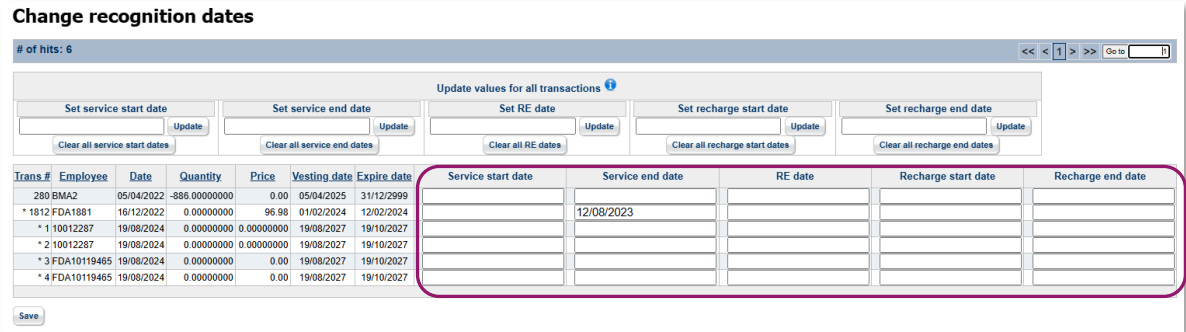 Change recognition dates
# of hits: 6 << < 1 > >> Go to 1
Update values for all transactions i
Set service start date Set service end date Set RE date Set recharge start date Set recharge end date
Update Update Update Update Update
Clear all service start dates Clear all service end dates Clear all RE dates Clear all recharge start dates Clear all recharge end dates
Trans # Employee Date Quantity Price Vesting date Expire date Service start date Service end date RE date Recharge start date Recharge end date
280 BMA2 05/04/2022 -886.00000000 0.00 05/04/2025 31/12/2999
* 1812 FDA1881 16/12/2022 0.00000000 96.98 01/02/2024 12/02/2024 12/08/2023
* 1 10012287 19/08/2024 0.00000000 0.00000000 19/08/2027 19/10/2027
* 2 10012287 19/08/2024 0.00000000 0.00000000 19/08/2027 19/10/2027
* 3 FDA10119465 19/08/2024 0.00000000 0.00 19/08/2027 19/10/2027
* 4 FDA10119465 19/08/2024 0.00000000 0.00 19/08/2027 19/10/2027
Save